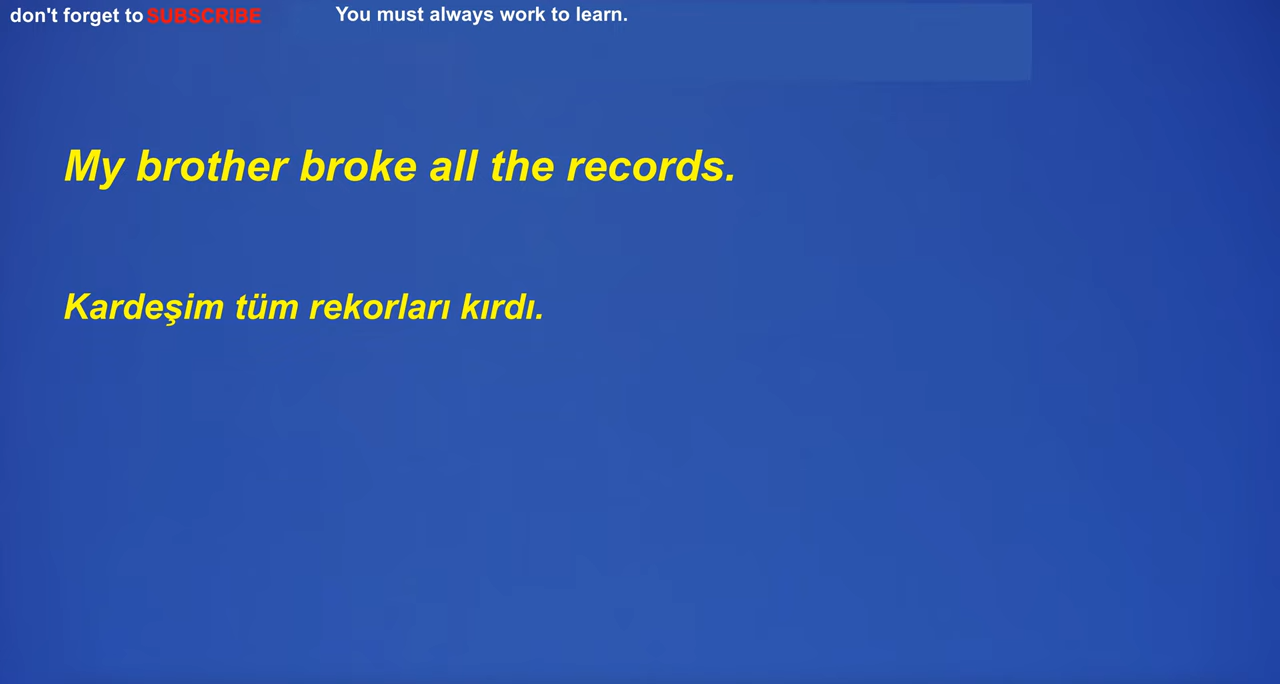 don't forget to SUBSCRIBE
You must always work to learn.
My brother broke all the records.
Kardeşim tüm rekorları kırdı.